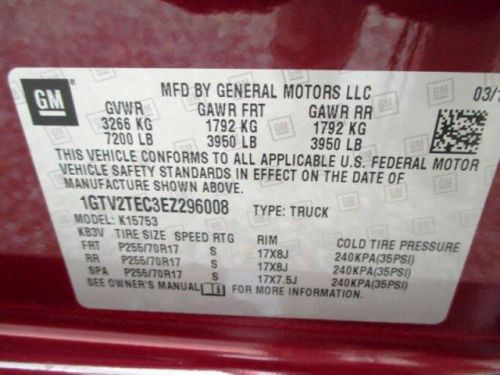 GM
MFD BY GENERAL MOTORS LLC 03/1
GVWR GAWR FRT GAWR RR
3266 KG 1792 KG 1792 KG
7200 LB 3950 LB 3950 LB
THIS VEHICLE CONFORMS TO ALL APPLICABLE U.S. FEDERAL MOTOR
VEHICLE SAFETY STANDARDS IN EFFECT ON THE DATE OF
MANUFACTURE SHOWN ABOVE.
1GTV2TEC3EZ296008 TYPE: TRUCK
MODEL: K15753
KB3V TIRE SIZE SPEED RTG RIM COLD TIRE PRESSURE
FRT P255/70R17 S 17X8J 240KPA(35PSI)
RR P255/70R17 S 17X8J 240KPA(35PSI)
SPA P255/70R17 S 17X7.5J 240KPA(35PSI)
SEE OWNER'S MANUAL FOR MORE INFORMATION.